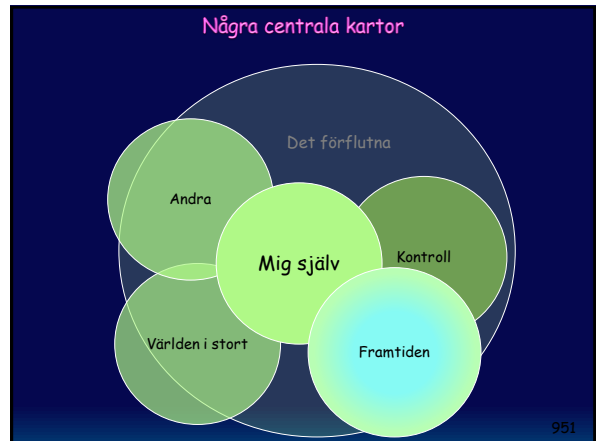 Några centrala kartor
Det förflutna
Andra
Mig själv
Kontroll
Världen i stort
Framtiden
951